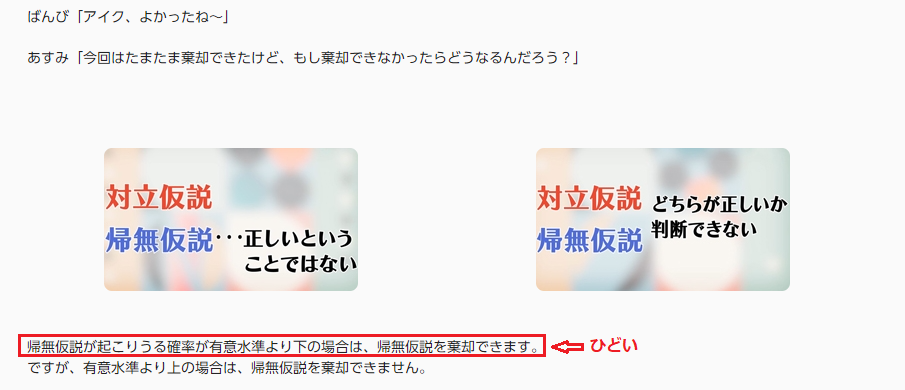 ばんび「アイク、よかったね～」
あすみ「今回はたまたま棄却できたけど、もし棄却できなかったらどうなるんだろう？」
対立仮説
帰無仮説･･･正しいという
ことではない
対立仮説
帰無仮説
どちらが正しいか
判断できない
帰無仮説が起こりうる確率が有意水準より下の場合は、帰無仮説を棄却できます。
ひどい
ですが、有意水準より上の場合は、帰無仮説を棄却できません。